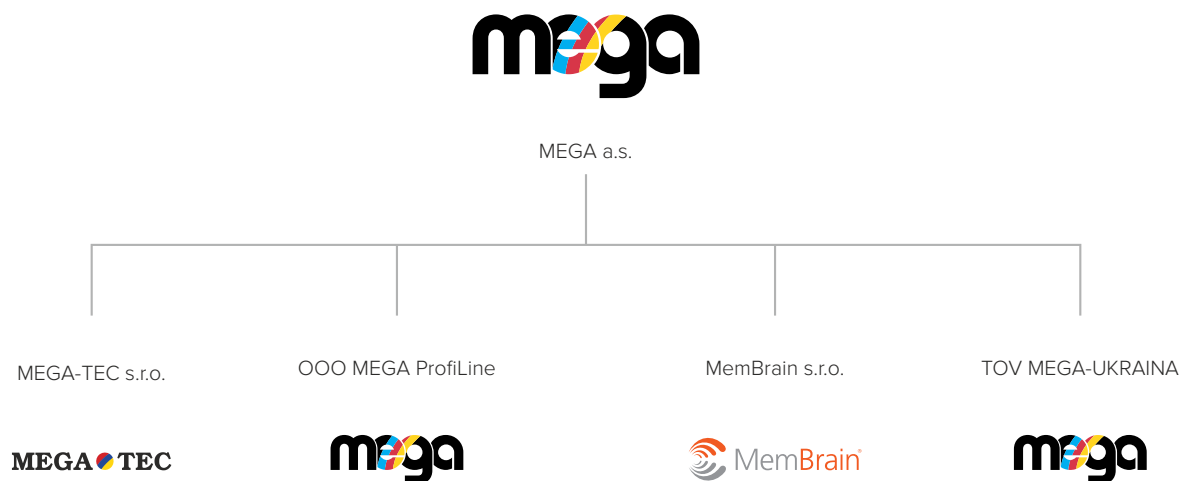 mega
MEGA a.s.
MEGA-TEC s.r.o.
OOO MEGA ProfiLine
MemBrain s.r.o.
TOV MEGA-UKRAINA
MEGA TEC
mega
MemBrain®
mega